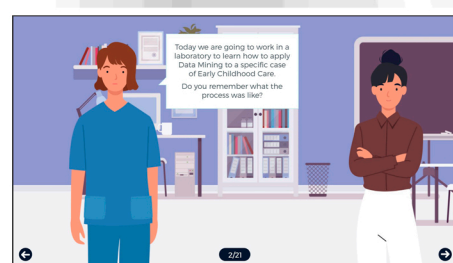 Today we are going to work in a
laboratory to learn how to apply
Data Mining to a specific case
of Early Childhood Care.
Do you remember what the
process was like?
2/21